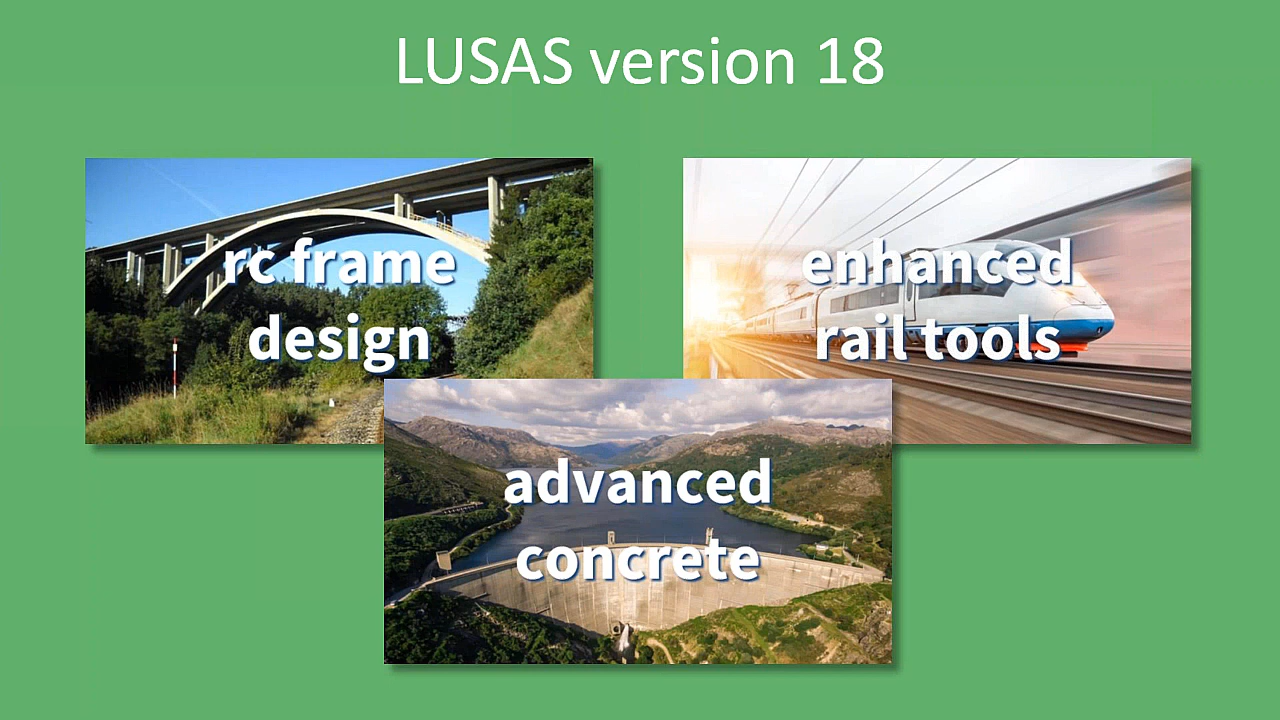 LUSAS version 18
rc frame
design
enhanced
rail tools
advanced
concrete